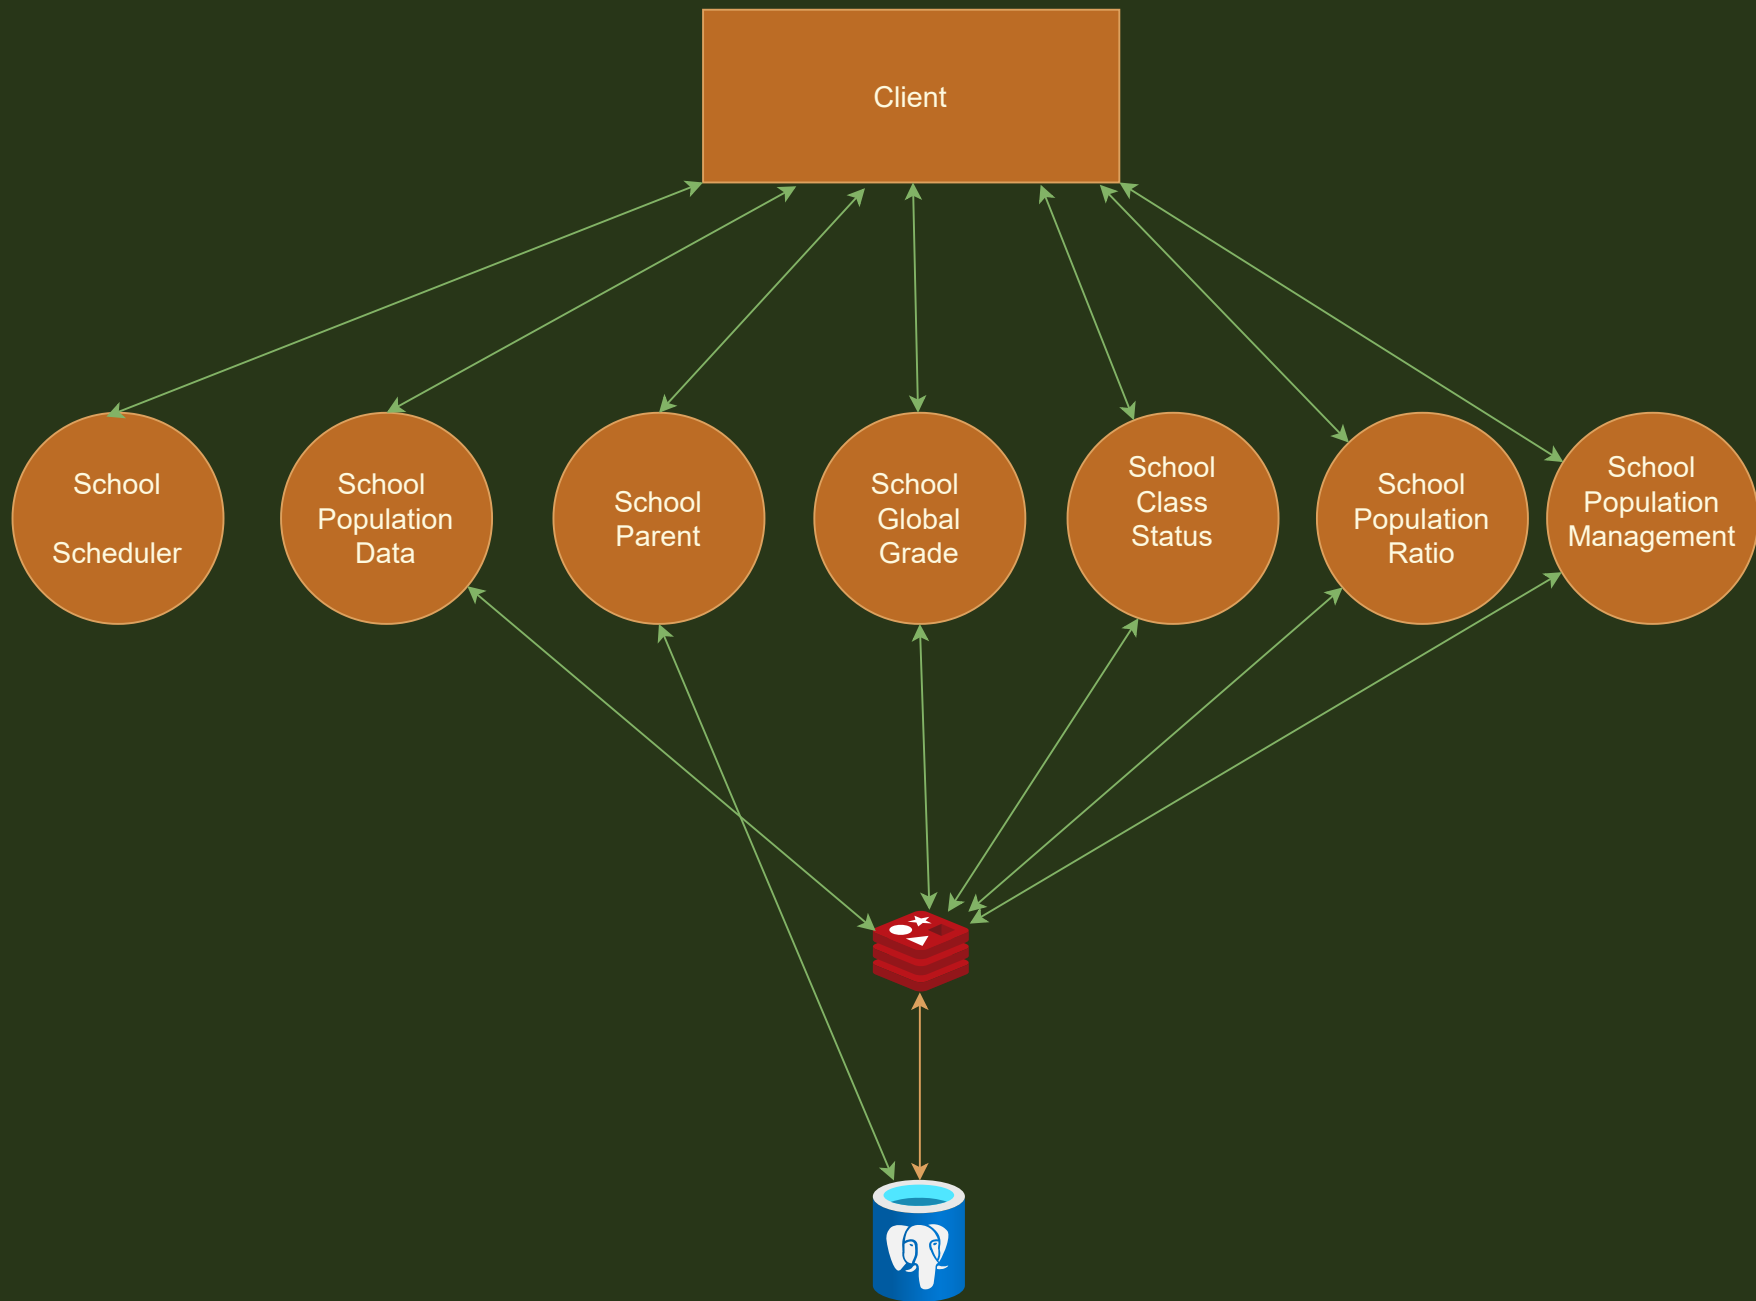 Client
School
Scheduler
School
Population
Data
School
Parent
School
Global
Grade
School
Class
Status
School
Population
Ratio
School
Population
Management